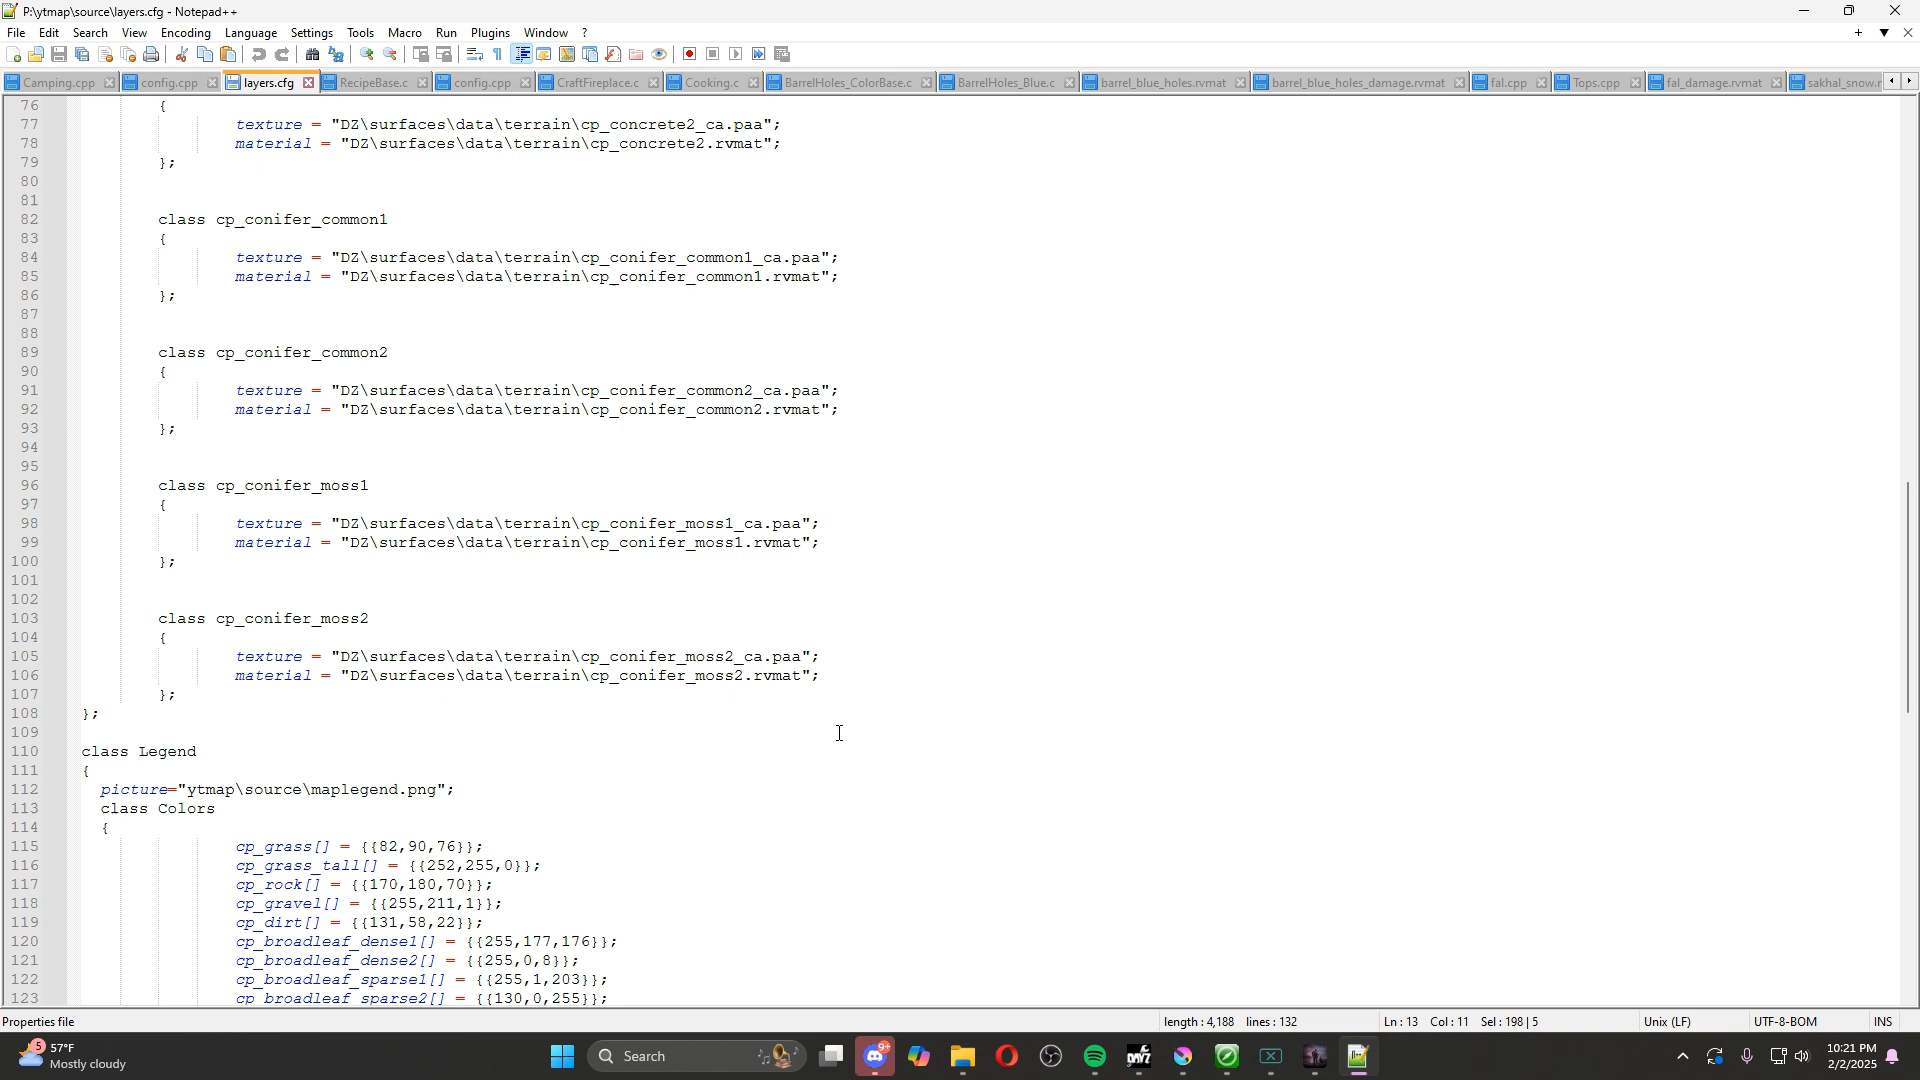 P:\ytmap\source\layers.cfg - Notepad++
File Edit Search View Encoding Language Settings Tools Macro Run Plugins Window ?
Camping.cpp config.cpp layers.cfg RecipeBase.c config.cpp CraftFireplace.c Cooking.c BarrelHoles_ColorBase.c BarrelHoles_Blue.c barrel_blue_holes.rvmat barrel_blue_holes_damage.rvmat fal.cpp Tops.cpp fal_damage.rvmat sakhal_snow.r
76 {
77 texture = "DZ\surfaces\data\terrain\cp_concrete2_ca.paa";
78 material = "DZ\surfaces\data\terrain\cp_concrete2.rvmat";
79 };
80
81
82 class cp_conifer_common1
83 {
84 texture = "DZ\surfaces\data\terrain\cp_conifer_common1_ca.paa";
85 material = "DZ\surfaces\data\terrain\cp_conifer_common1.rvmat";
86 };
87
88
89 class cp_conifer_common2
90 {
91 texture = "DZ\surfaces\data\terrain\cp_conifer_common2_ca.paa";
92 material = "DZ\surfaces\data\terrain\cp_conifer_common2.rvmat";
93 };
94
95
96 class cp_conifer_moss1
97 {
98 texture = "DZ\surfaces\data\terrain\cp_conifer_moss1_ca.paa";
99 material = "DZ\surfaces\data\terrain\cp_conifer_moss1.rvmat";
100 };
101
102
103 class cp_conifer_moss2
104 {
105 texture = "DZ\surfaces\data\terrain\cp_conifer_moss2_ca.paa";
106 material = "DZ\surfaces\data\terrain\cp_conifer_moss2.rvmat";
107 };
108 };
109
110 class Legend
111 {
112 picture="ytmap\source\maplegend.png";
113 class Colors
114 {
115 cp_grass[] = {{82,90,76}};
116 cp_grass_tall[] = {{252,255,0}};
117 cp_rock[] = {{170,180,70}};
118 cp_gravel[] = {{255,211,1}};
119 cp_dirt[] = {{131,58,22}};
120 cp_broadleaf_dense1[] = {{255,177,176}};
121 cp_broadleaf_dense2[] = {{255,0,8}};
122 cp_broadleaf_sparse1[] = {{255,1,203}};
123 cp_broadleaf_sparse2[] = {{130,0,255}};
Properties file length : 4,188 lines : 132 Ln : 13 Col : 11 Sel : 198 | 5 Unix (LF) UTF-8-BOM INS
5 57°F
Mostly cloudy
Search
9+
DAYZ
10:21 PM
2/2/2025